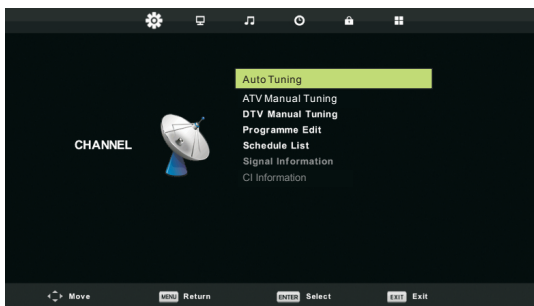 Auto Tuning
ATV Manual Tuning
DTV Manual Tuning
Programme Edit
CHANNEL
Schedule List
Signal Information
CI Information
Move
MENU Return
ENTER Select
EXIT Exit